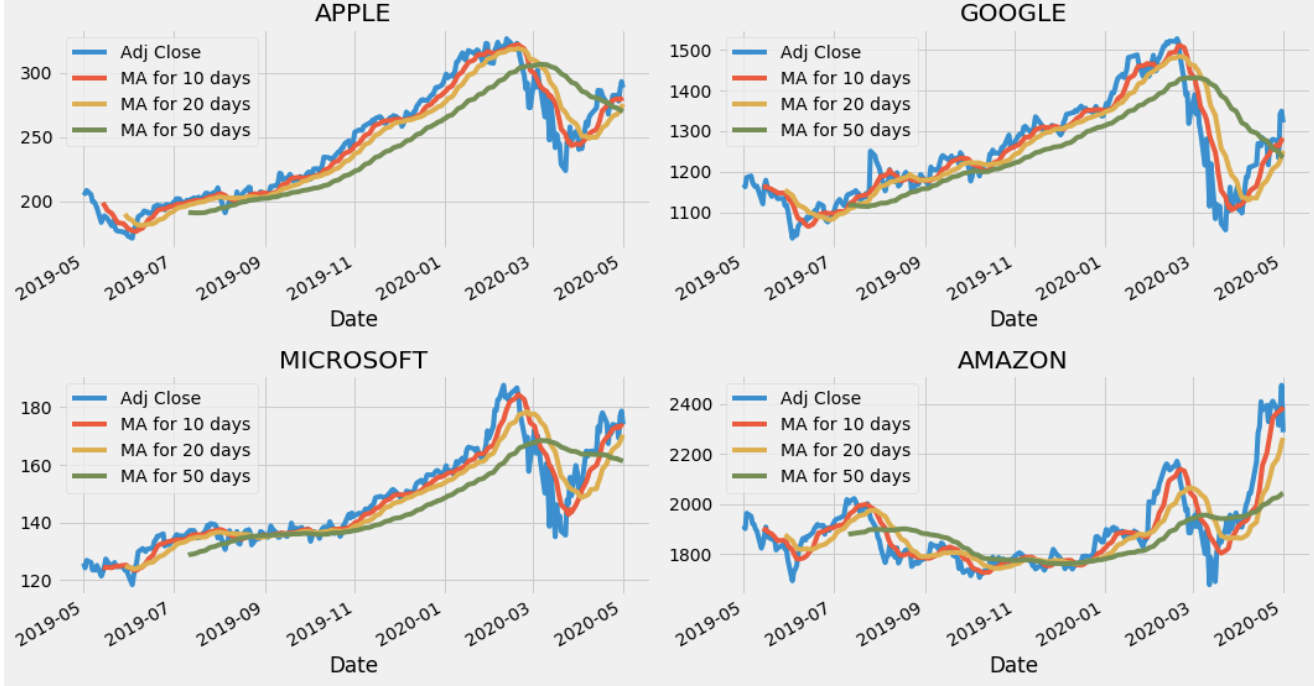 APPLE
Adj Close
MA for 10 days
MA for 20 days
MA for 50 days
300
250
200
2019-05
2019-07
2019-09
2019-11
2020-01
2020-03
2020-05
Date
GOOGLE
Adj Close
MA for 10 days
MA for 20 days
MA for 50 days
1500
1400
1300
1200
1100
2019-05
2019-07
2019-09
2019-11
2020-01
2020-03
2020-05
Date
MICROSOFT
Adj Close
MA for 10 days
MA for 20 days
MA for 50 days
180
160
140
120
2019-05
2019-07
2019-09
2019-11
2020-01
2020-03
2020-05
Date
AMAZON
Adj Close
MA for 10 days
MA for 20 days
MA for 50 days
2400
2200
2000
1800
2019-05
2019-07
2019-09
2019-11
2020-01
2020-03
2020-05
Date